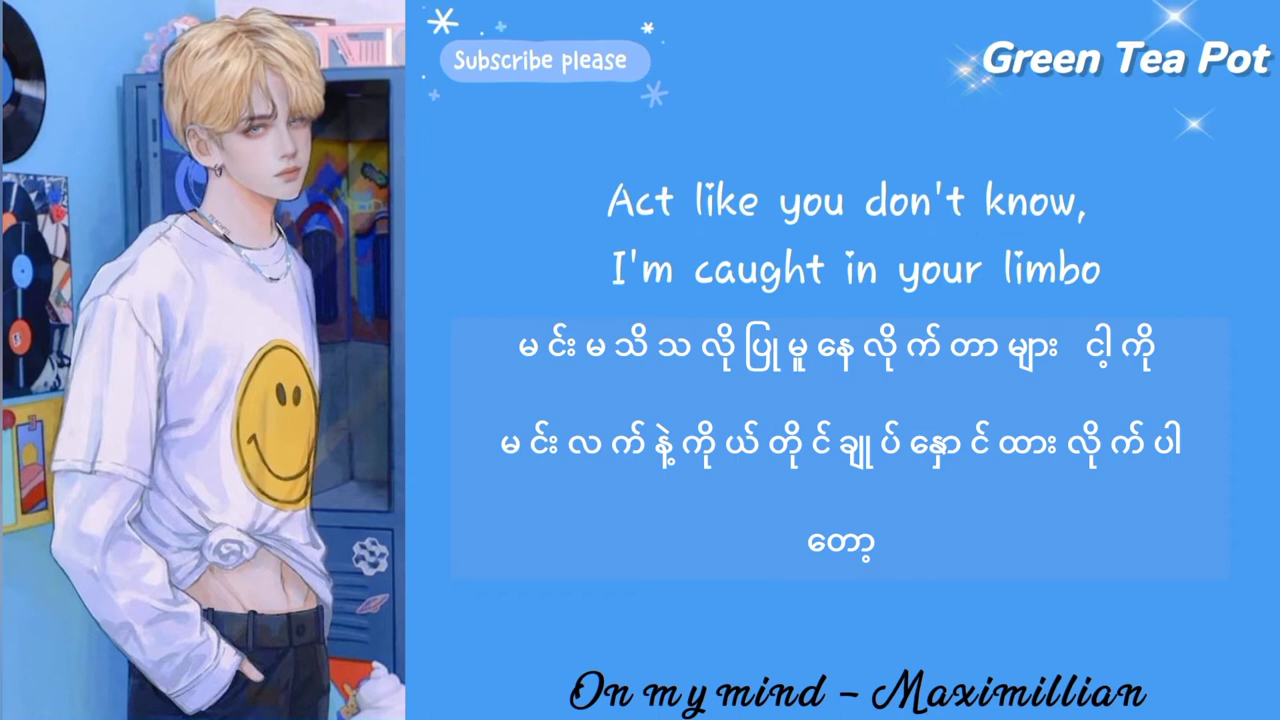 Subscribe please
Green Tea Pot
Act like you don't know,
I'm caught in your limbo
မင်းမသိသလိုပြုမူနေလိုက်တာများ ငါ့ကို
မင်းလက်နဲ့ကိုယ်တိုင်ချုပ်နှောင်ထားလိုက်ပါ
တော့
On my mind - Maximillian